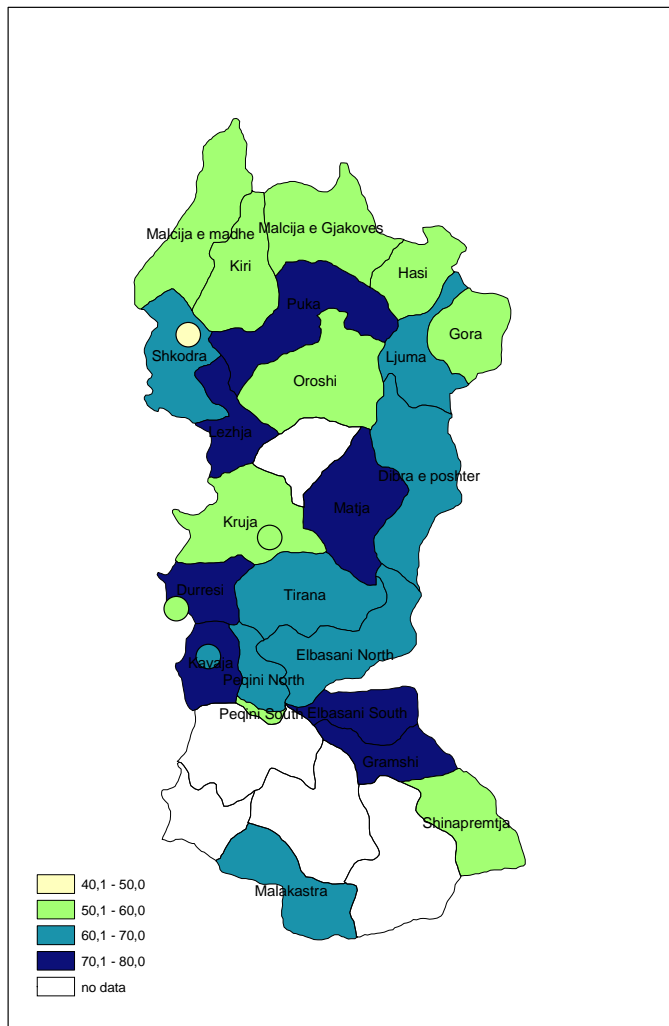 Malcija e madhe
Malcija e Gjakoves
Kiri
Hasi
Puka
Gora
Shkodra
Ljuma
Oroshi
Lezhja
Dibra e poshter
Matja
Kruja
Durresi
Tirana
Elbasani North
Kavaja
Peqini North
Peqini South
Elbasani South
Gramshi
Shinapremtja
Malakastra
40,1 - 50,0
50,1 - 60,0
60,1 - 70,0
70,1 - 80,0
no data